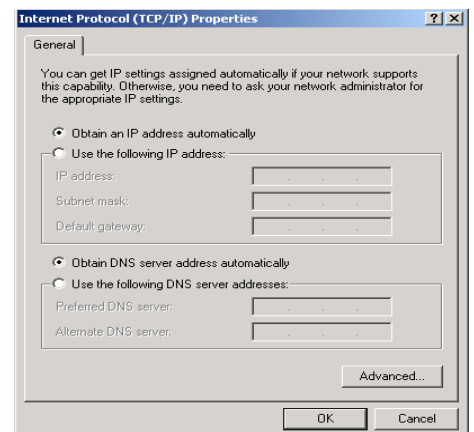 Internet Protocol (TCP/IP) Properties
General
You can get IP settings assigned automatically if your network supports
this capability. Otherwise, you need to ask your network administrator for
the appropriate IP settings.
Obtain an IP address automatically
Use the following IP address:
IP address:
Subnet mask:
Default gateway:
Obtain DNS server address automatically
Use the following DNS server addresses:
Preferred DNS server:
Alternate DNS server:
Advanced...
OK Cancel